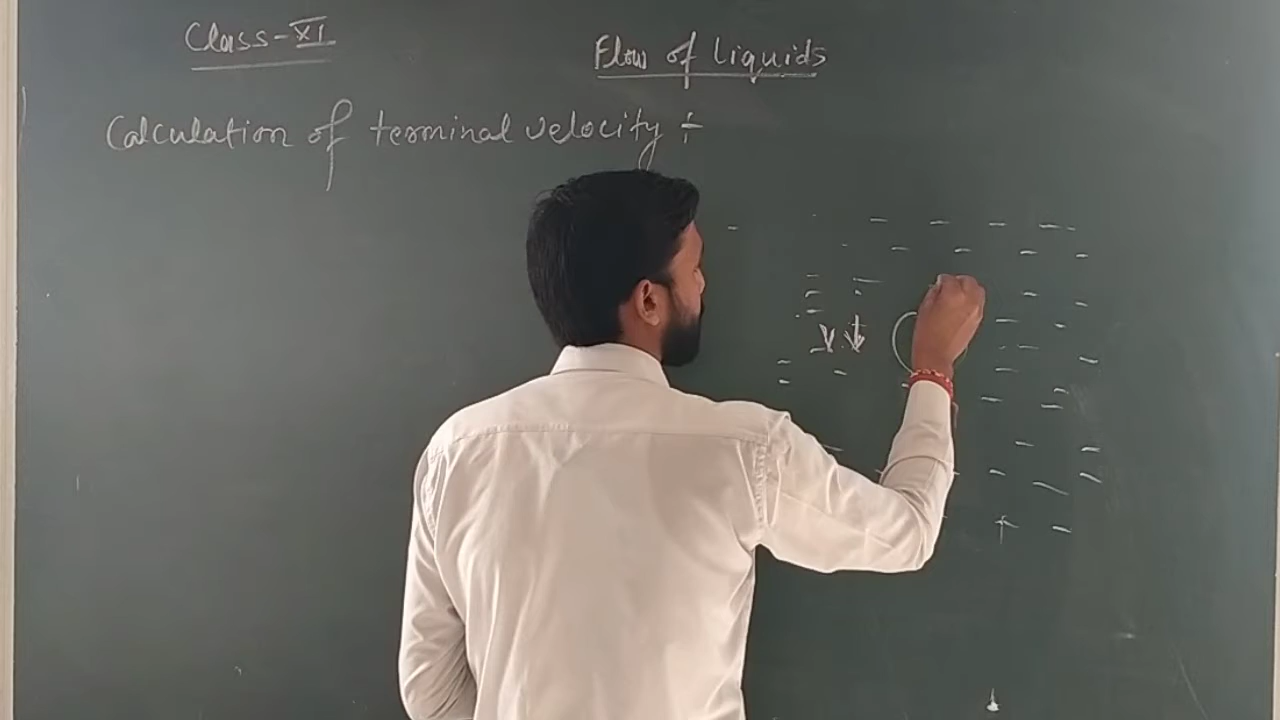 Class-XI
Flow of Liquids
Calculation of terminal velocity ÷